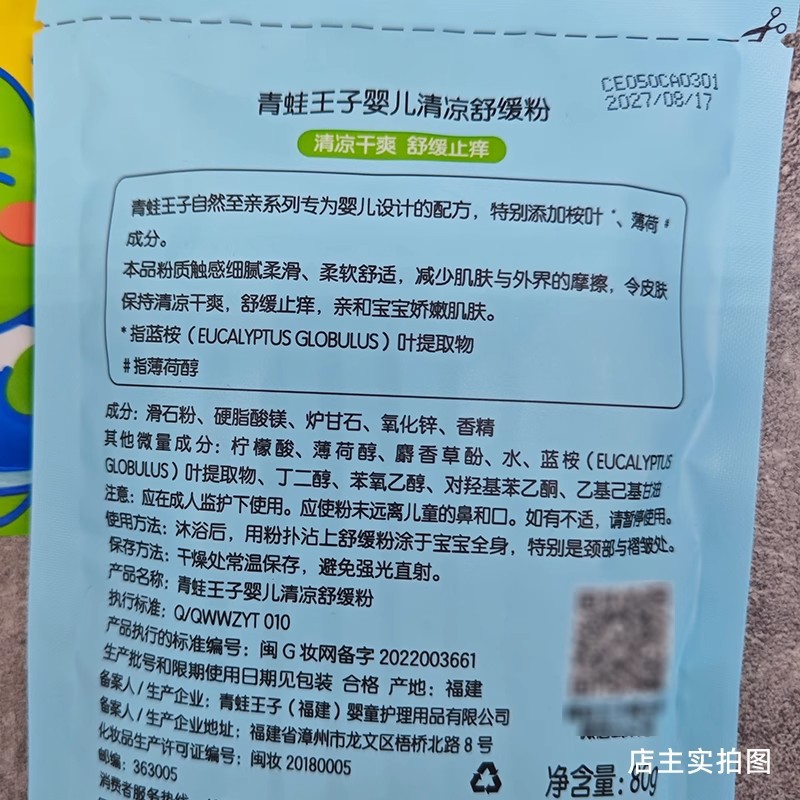 CE050CA0301
2027/08/17
青蛙王子婴儿清凉舒缓粉
清凉干爽 舒缓止痒
青蛙王子自然至亲系列专为婴儿设计的配方，特别添加桉叶*、薄荷#
成分。
本品粉质触感细腻柔滑、柔软舒适，减少肌肤与外界的摩擦，令皮肤
保持清凉干爽，舒缓止痒，亲和宝宝娇嫩肌肤。
*指蓝桉（EUCALYPTUS GLOBULUS）叶提取物
#指薄荷醇
成分：滑石粉、硬脂酸镁、炉甘石、氧化锌、香精
其他微量成分：柠檬酸、薄荷醇、麝香草酚、水、蓝桉（EUCALYPTUS
GLOBULUS）叶提取物、丁二醇、苯氧乙醇、对羟基苯乙酮、乙基己基甘油
注意：应在成人监护下使用。应使粉末远离儿童的鼻和口。如有不适，请暂停使用。
使用方法：沐浴后，用粉扑沾上舒缓粉涂于宝宝全身，特别是颈部与褶皱处。
保存方法：干燥处常温保存，避免强光直射。
产品名称：青蛙王子婴儿清凉舒缓粉
执行标准：Q/QWWZYT 010
产品执行的标准编号：闽G妆网备字 2022003661
生产批号和限期使用日期见包装 合格 产地：福建
备案人/生产企业：青蛙王子（福建）婴童护理用品有限公司
备案人/生产企业地址：福建省漳州市龙文区梧桥北路8号
化妆品生产许可证编号：闽妆 20180005
邮编：363005
消费者服务热线
净含量：80g
店主实拍图